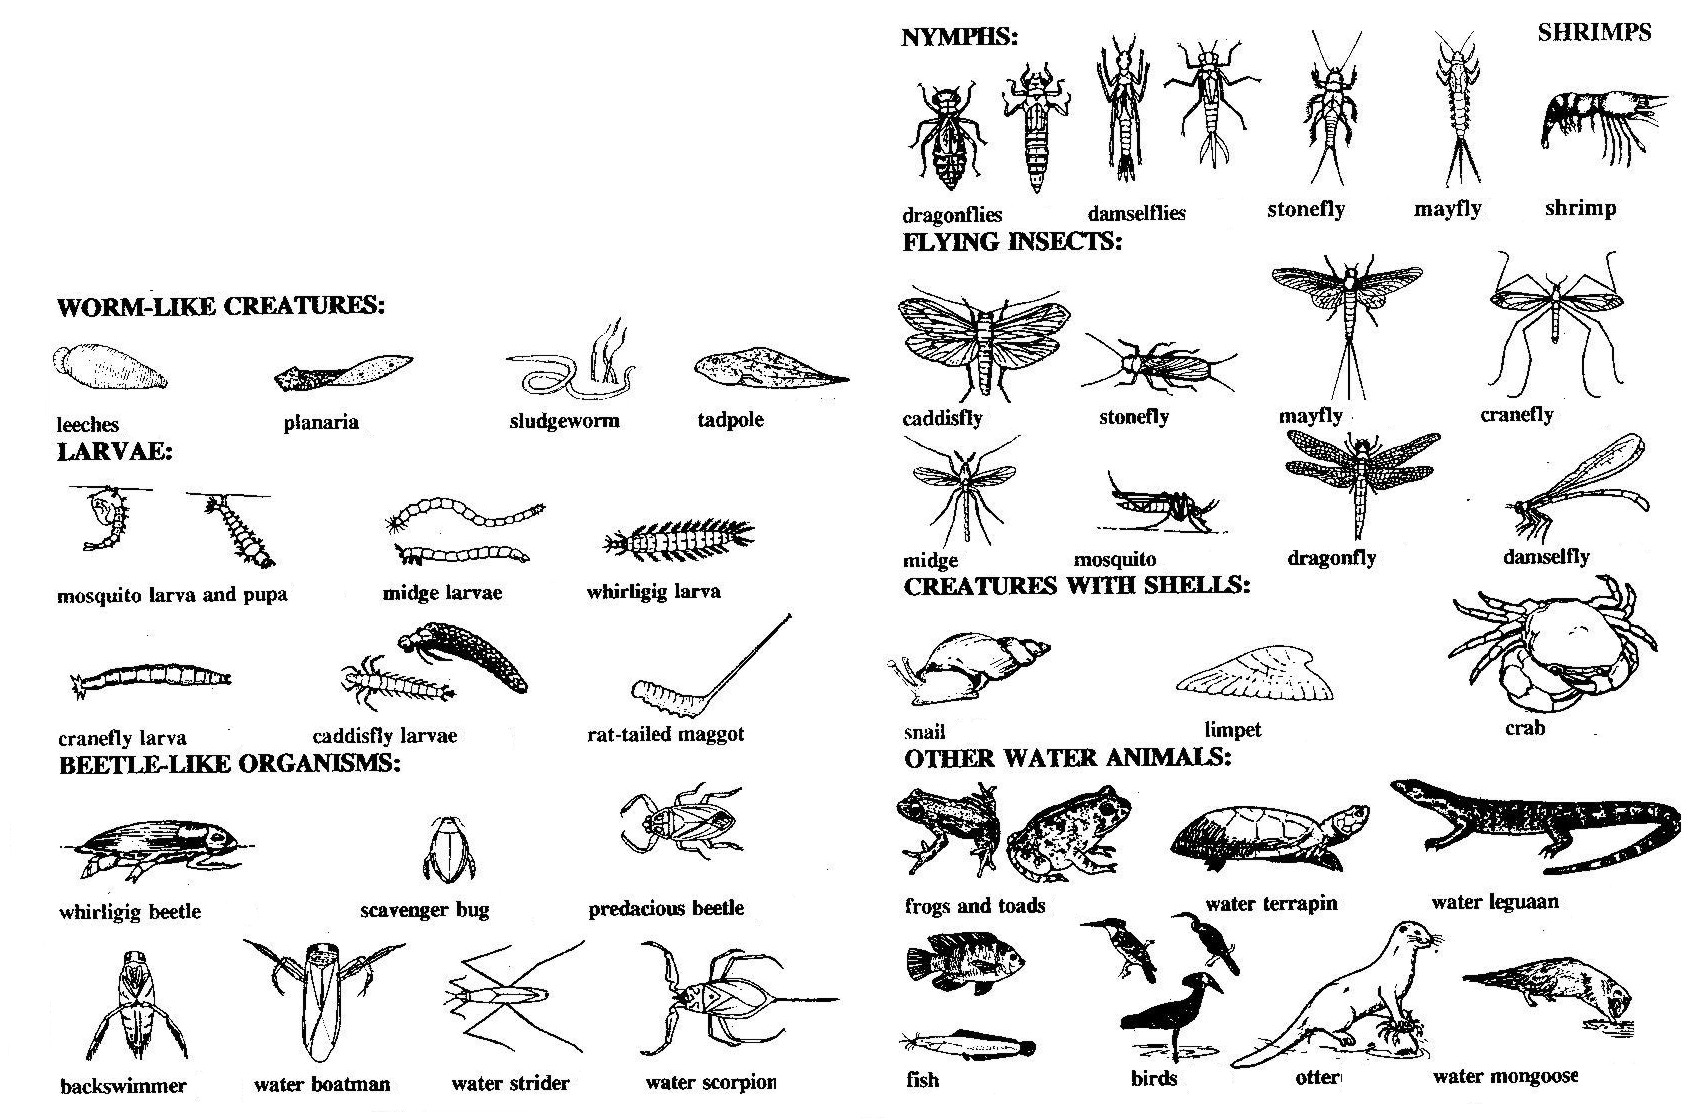 WORM-LIKE CREATURES:
leeches planaria sludgeworm tadpole
LARVAE:
mosquito larva and pupa midge larvae whirligig larva
cranefly larva caddisfly larvae rat-tailed maggot
BEETLE-LIKE ORGANISMS:
whirligig beetle scavenger bug predacious beetle
backswimmer water boatman water strider water scorpion
NYMPHS: SHRIMPS
dragonflies damselflies stonefly mayfly shrimp
FLYING INSECTS:
caddisfly stonefly mayfly cranefly
midge mosquito dragonfly damselfly
CREATURES WITH SHELLS:
snail limpet crab
OTHER WATER ANIMALS:
frogs and toads water terrapin water leguaan
fish birds otter water mongoose